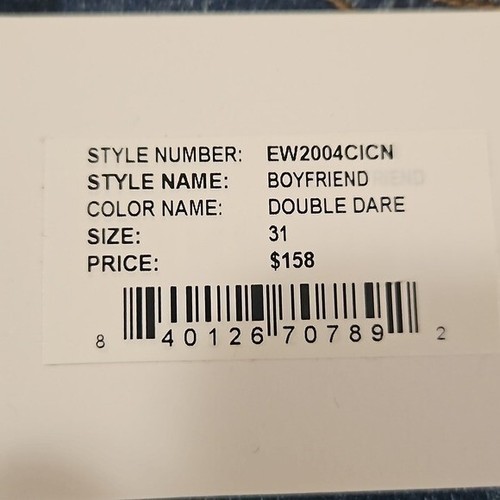 STYLE NUMBER: EW2004CICN
STYLE NAME: BOYFRIEND
COLOR NAME: DOUBLE DARE
SIZE: 31
PRICE: $158
8 40126 70789 2